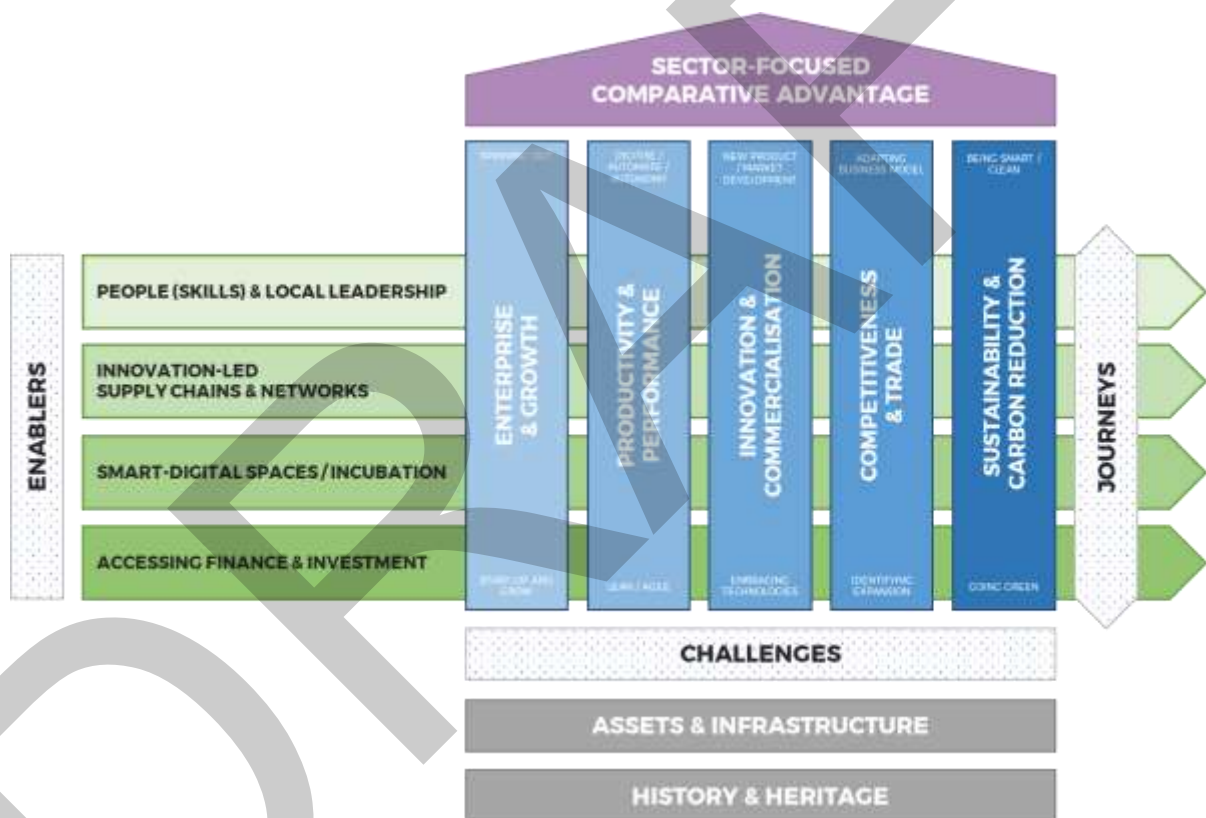 SECTOR-FOCUSED
COMPARATIVE ADVANTAGE
DIGITISE /
AUTOMATE /
NEW PRODUCT
/ MARKET
DEVELOPMENT
ADAPTING
BUSINESS MODEL
BEING SMART /
CLEAN
ENABLERS
PEOPLE (SKILLS) & LOCAL LEADERSHIP
INNOVATION-LED
SUPPLY CHAINS & NETWORKS
SMART-DIGITAL SPACES / INCUBATION
ACCESSING FINANCE & INVESTMENT
ENTERPRISE
& GROWTH
PRODUCTIVITY &
PERFORMANCE
INNOVATION &
COMMERCIALISATION
COMPETITIVENESS
& TRADE
SUSTAINABILITY &
CARBON REDUCTION
JOURNEYS
START-UP AND
GROW
LEAN / AGILE
EMBRACING
TECHNOLOGIES
IDENTIFYING
EXPANSION
GOING GREEN
CHALLENGES
ASSETS & INFRASTRUCTURE
HISTORY & HERITAGE